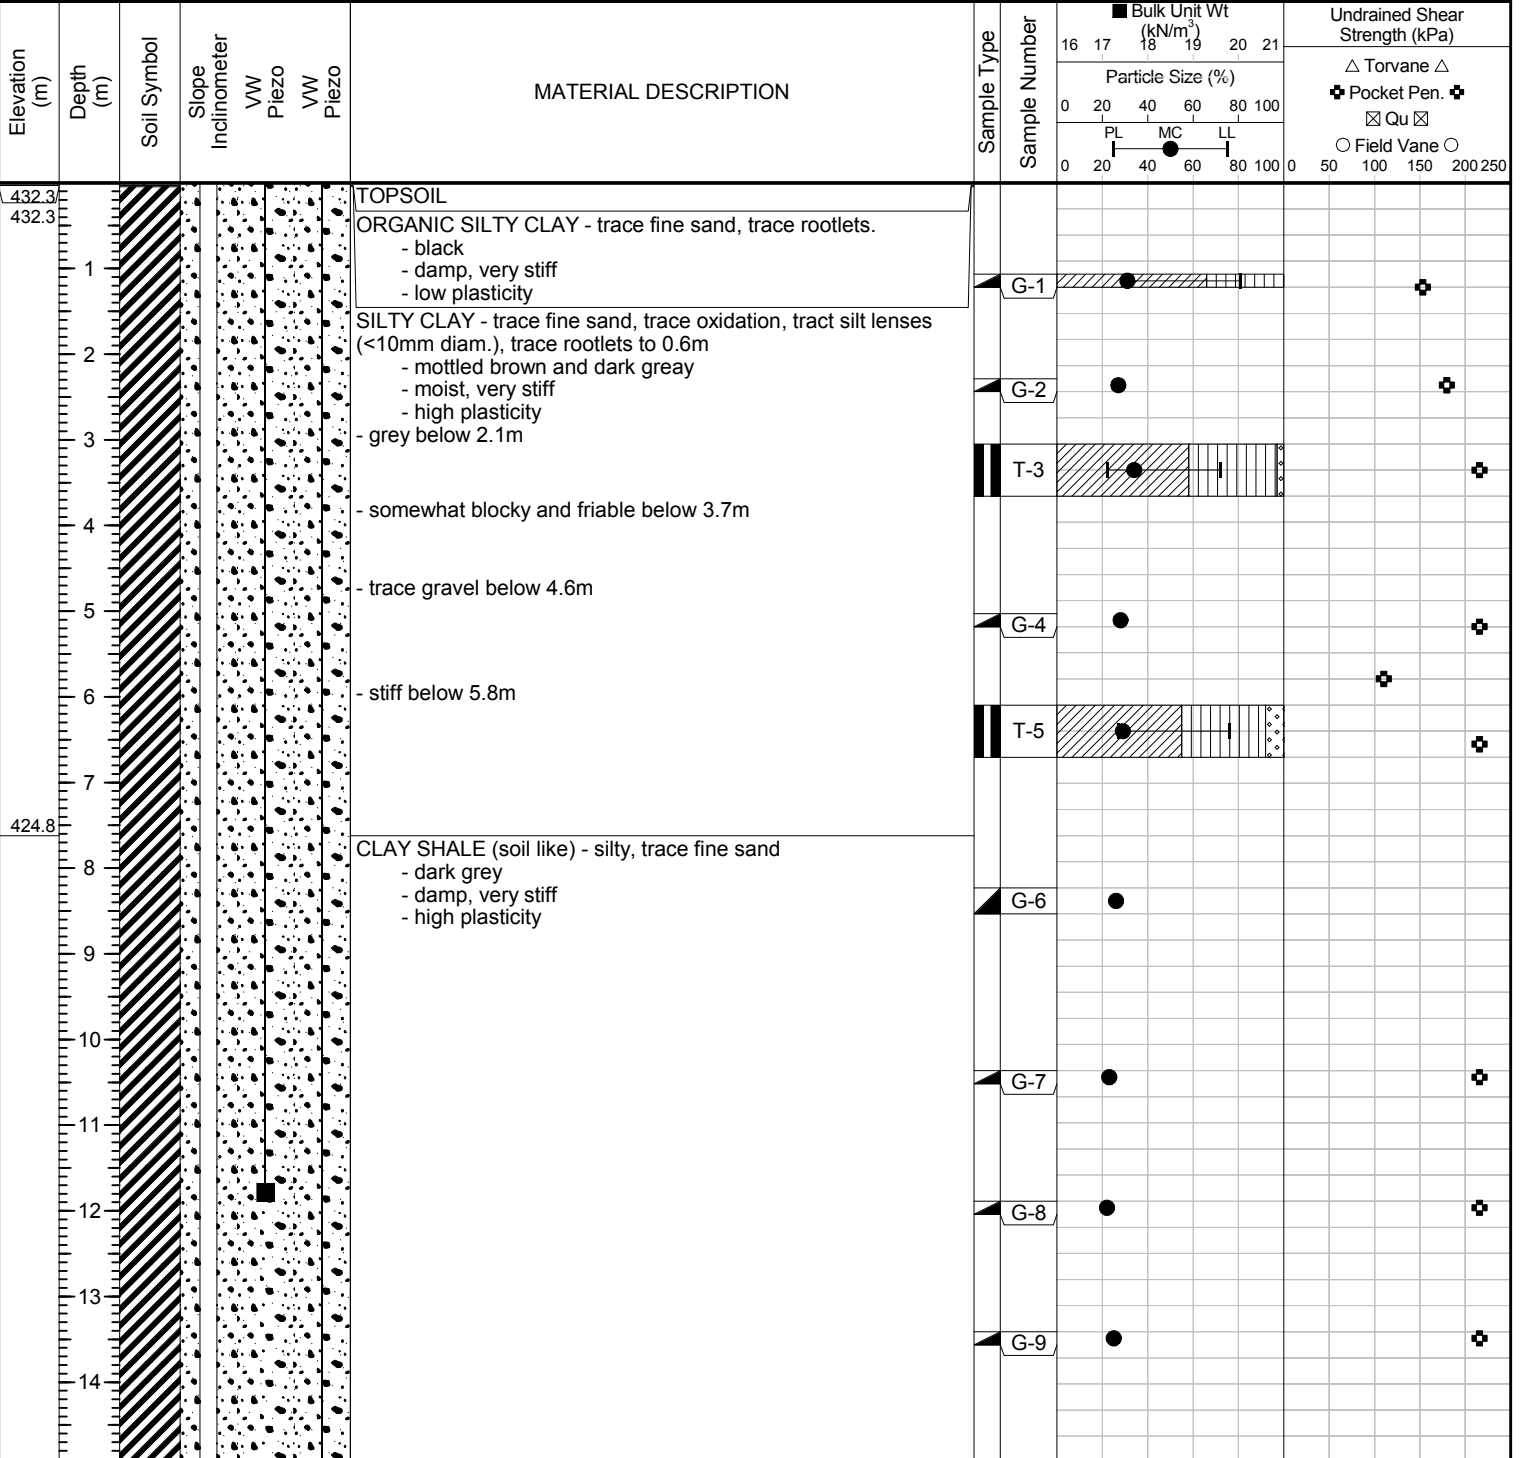 Elevation
(m)
Depth
(m)
Soil Symbol
Slope
Inclinometer
VW
Piezo
VW
Piezo
MATERIAL DESCRIPTION
Sample Type
Sample Number
■ Bulk Unit Wt
(kN/m³)
16 17 18 19 20 21
Particle Size (%)
0 20 40 60 80 100
PL MC LL
0 20 40 60 80 100
Undrained Shear
Strength (kPa)
△ Torvane △
✚ Pocket Pen. ✚
☒ Qu ☒
○ Field Vane ○
0 50 100 150 200 250
432.3
432.3
TOPSOIL
ORGANIC SILTY CLAY - trace fine sand, trace rootlets.
- black
- damp, very stiff
- low plasticity
1
G-1
SILTY CLAY - trace fine sand, trace oxidation, tract silt lenses
(<10mm diam.), trace rootlets to 0.6m
- mottled brown and dark greay
- moist, very stiff
- high plasticity
2
G-2
- grey below 2.1m
3
T-3
- somewhat blocky and friable below 3.7m
4
- trace gravel below 4.6m
5
G-4
- stiff below 5.8m
6
T-5
7
424.8
CLAY SHALE (soil like) - silty, trace fine sand
- dark grey
- damp, very stiff
- high plasticity
8
G-6
9
10
G-7
11
12
G-8
13
G-9
14